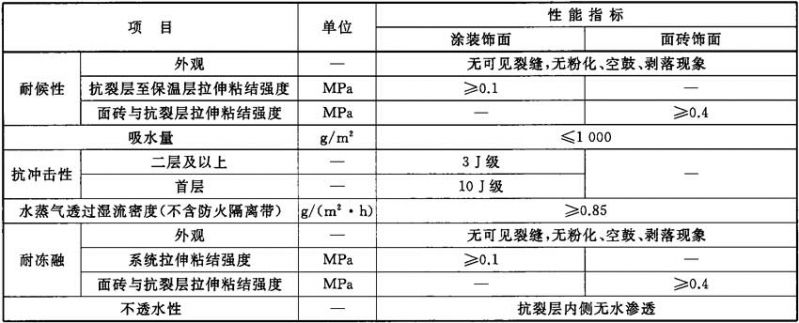 项 目 单位 性能指标
涂装饰面 面砖饰面
耐候性 外观 — 无可见裂缝,无粉化、空鼓、剥落现象
抗裂层至保温层拉伸粘结强度 MPa ≥0.1 —
面砖与抗裂层拉伸粘结强度 MPa — ≥0.4
吸水量 g/m² ≤1 000
抗冲击性 二层及以上 — 3 J 级 —
首层 — 10 J 级
水蒸气透过湿流密度(不含防火隔离带) g/(m²·h) ≥0.85
耐冻融 外观 — 无可见裂缝,无粉化、空鼓、剥落现象
系统拉伸粘结强度 MPa ≥0.1 —
面砖与抗裂层拉伸粘结强度 MPa — ≥0.4
不透水性 — 抗裂层内侧无水渗透